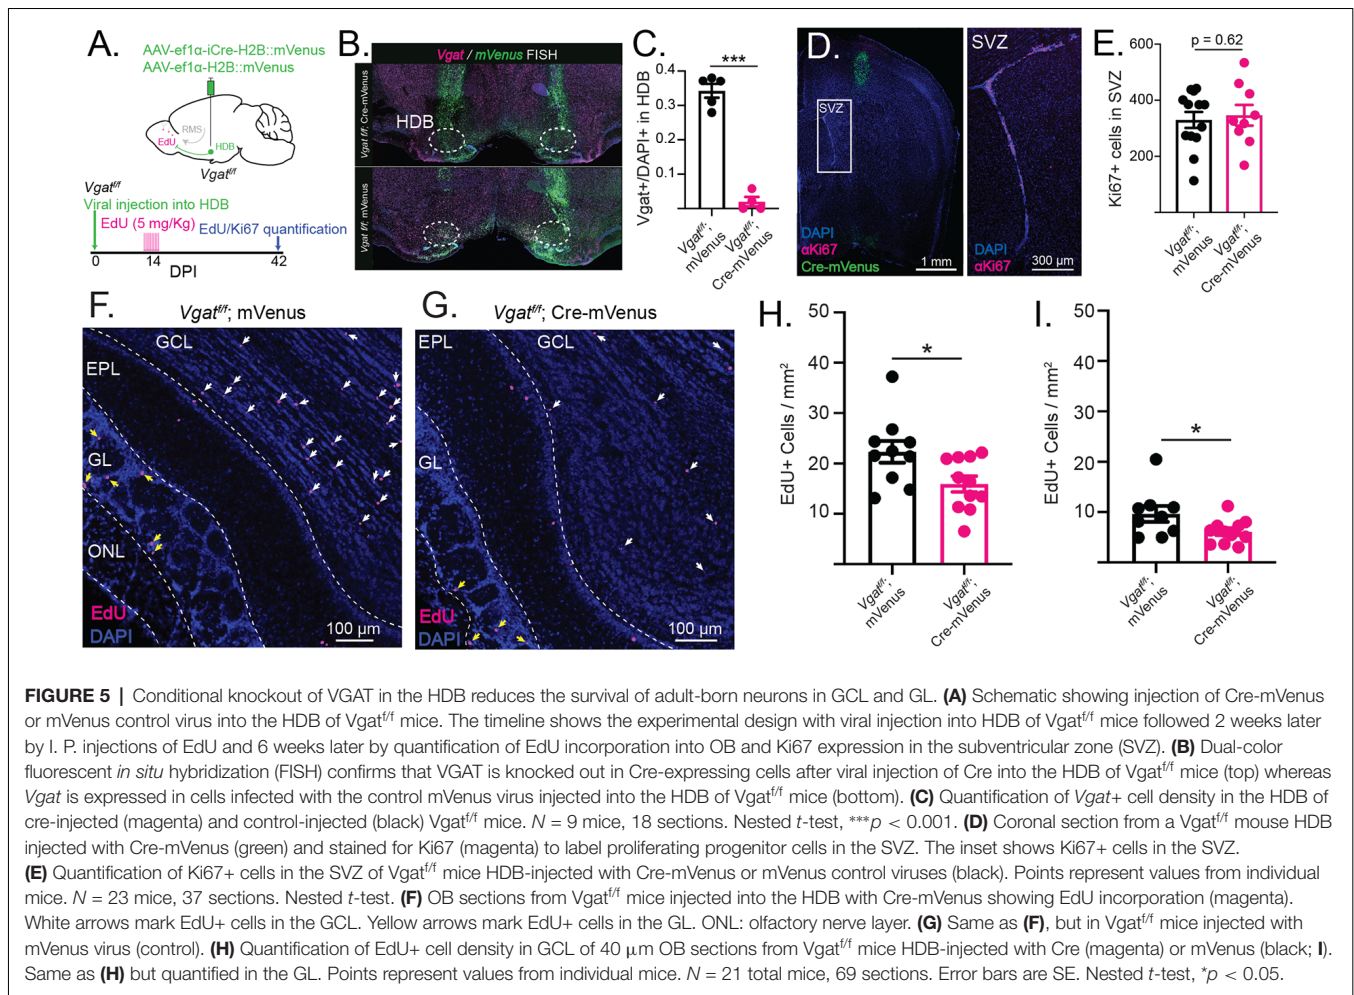 A.
AAV-ef1α-iCre-H2B::mVenus
AAV-ef1α-H2B::mVenus
RMS
EdU
HDB
Vgatf/f
Vgatf/f
Viral injection into HDB
EdU (5 mg/Kg)
EdU/Ki67 quantification
0
14
42
DPI
B.
Vgat / mVenus FISH
Vgat f/f; Cre-mVenus
HDB
Vgat f/f; mVenus
C.
***
Vgat+/DAPI+ in HDB
0.4
0.3
0.2
0.1
Vgatf/f;
mVenus
Vgatf/f;
Cre-mVenus
D.
SVZ
DAPI
αKi67
Cre-mVenus
1 mm
SVZ
DAPI
αKi67
300 µm
E.
p = 0.62
Ki67+ cells in SVZ
600
400
200
Vgatf/f;
mVenus
Vgatf/f;
Cre-mVenus
F.
Vgatf/f; mVenus
GCL
EPL
GL
ONL
EdU
DAPI
100 µm
G.
Vgatf/f; Cre-mVenus
EPL
GCL
GL
EdU
DAPI
100 µm
H.
*
EdU+ Cells / mm²
50
40
30
20
10
Vgatf/f;
mVenus
Vgatf/f;
Cre-mVenus
I.
*
EdU+ Cells / mm²
50
40
30
20
10
Vgatf/f;
mVenus
Vgatf/f;
Cre-mVenus
FIGURE 5 | Conditional knockout of VGAT in the HDB reduces the survival of adult-born neurons in GCL and GL. (A) Schematic showing injection of Cre-mVenus
or mVenus control virus into the HDB of Vgatf/f mice. The timeline shows the experimental design with viral injection into HDB of Vgatf/f mice followed 2 weeks later
by I. P. injections of EdU and 6 weeks later by quantification of EdU incorporation into OB and Ki67 expression in the subventricular zone (SVZ). (B) Dual-color
fluorescent in situ hybridization (FISH) confirms that VGAT is knocked out in Cre-expressing cells after viral injection of Cre into the HDB of Vgatf/f mice (top) whereas
Vgat is expressed in cells infected with the control mVenus virus injected into the HDB of Vgatf/f mice (bottom). (C) Quantification of Vgat+ cell density in the HDB of
cre-injected (magenta) and control-injected (black) Vgatf/f mice. N = 9 mice, 18 sections. Nested t-test, ***p < 0.001. (D) Coronal section from a Vgatf/f mouse HDB
injected with Cre-mVenus (green) and stained for Ki67 (magenta) to label proliferating progenitor cells in the SVZ. The inset shows Ki67+ cells in the SVZ.
(E) Quantification of Ki67+ cells in the SVZ of Vgatf/f mice HDB-injected with Cre-mVenus or mVenus control viruses (black). Points represent values from individual
mice. N = 23 mice, 37 sections. Nested t-test. (F) OB sections from Vgatf/f mice injected into the HDB with Cre-mVenus showing EdU incorporation (magenta).
White arrows mark EdU+ cells in the GCL. Yellow arrows mark EdU+ cells in the GL. ONL: olfactory nerve layer. (G) Same as (F), but in Vgatf/f mice injected with
mVenus virus (control). (H) Quantification of EdU+ cell density in GCL of 40 µm OB sections from Vgatf/f mice HDB-injected with Cre (magenta) or mVenus (black; I).
Same as (H) but quantified in the GL. Points represent values from individual mice. N = 21 total mice, 69 sections. Error bars are SE. Nested t-test, *p < 0.05.